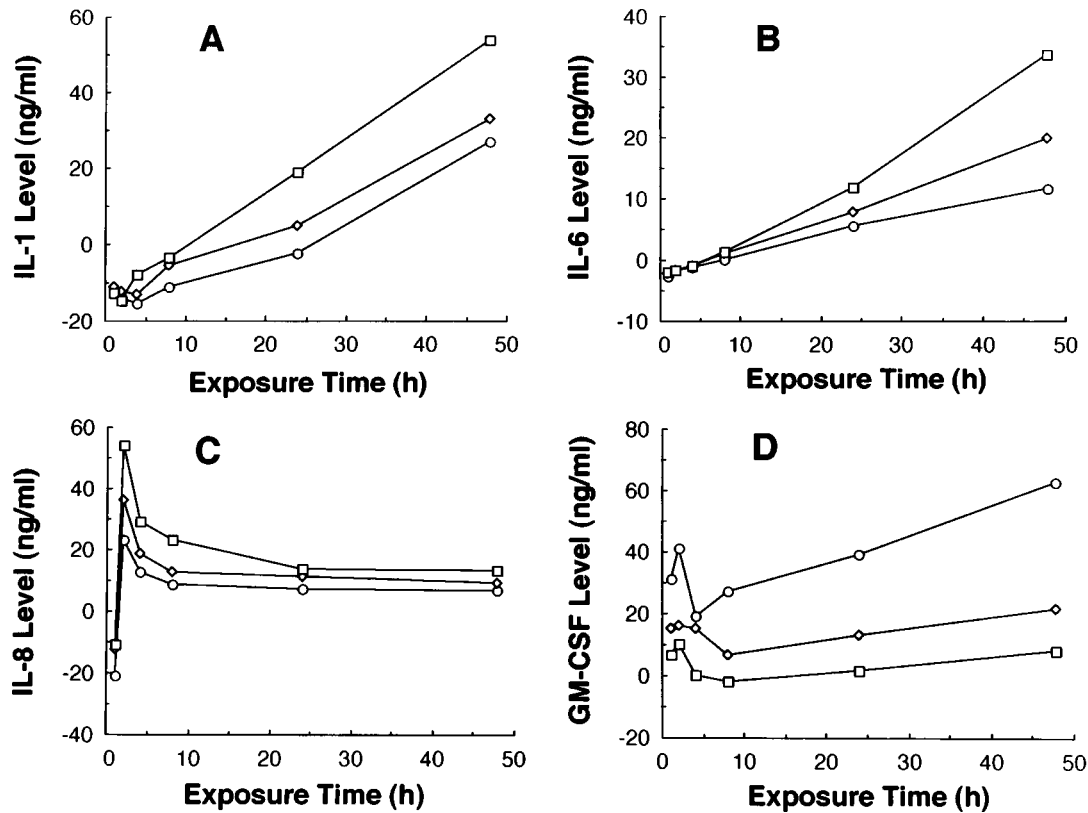 A
IL-1 Level (ng/ml)
60
40
20
0
-20
0 10 20 30 40 50
Exposure Time (h)
B
IL-6 Level (ng/ml)
40
30
20
10
0
-10
0 10 20 30 40 50
Exposure Time (h)
C
IL-8 Level (ng/ml)
60
40
20
0
-20
-40
0 10 20 30 40 50
Exposure Time (h)
D
GM-CSF Level (ng/ml)
80
60
40
20
0
-20
0 10 20 30 40 50
Exposure Time (h)